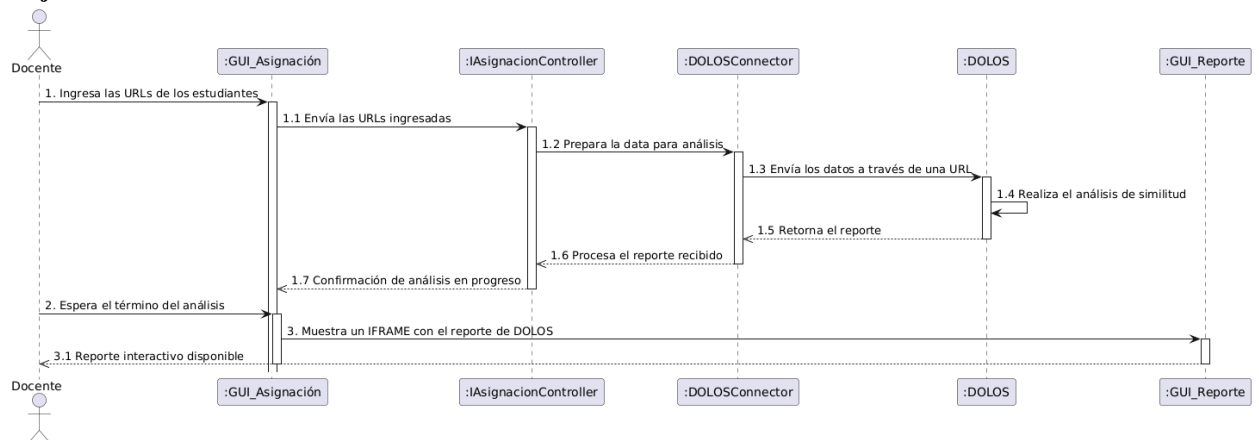 Docente
:GUI_Asignación
:IAsignacionController
:DOLOSConnector
:DOLOS
:GUI_Reporte
1. Ingresa las URLs de los estudiantes
1.1 Envía las URLs ingresadas
1.2 Prepara la data para análisis
1.3 Envía los datos a través de una URL
1.4 Realiza el análisis de similitud
1.5 Retorna el reporte
1.6 Procesa el reporte recibido
1.7 Confirmación de análisis en progreso
2. Espera el término del análisis
3. Muestra un IFRAME con el reporte de DOLOS
3.1 Reporte interactivo disponible
Docente
:GUI_Asignación
:IAsignacionController
:DOLOSConnector
:DOLOS
:GUI_Reporte